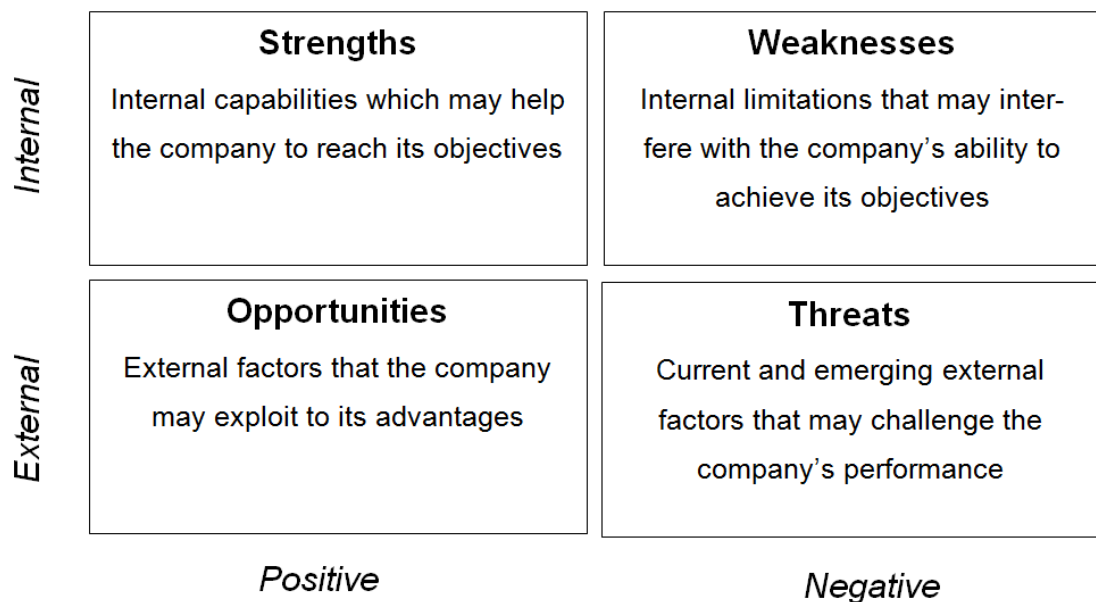 Internal
Strengths
Internal capabilities which may help
the company to reach its objectives
Weaknesses
Internal limitations that may inter-
fere with the company’s ability to
achieve its objectives
External
Opportunities
External factors that the company
may exploit to its advantages
Threats
Current and emerging external
factors that may challenge the
company’s performance
Positive
Negative